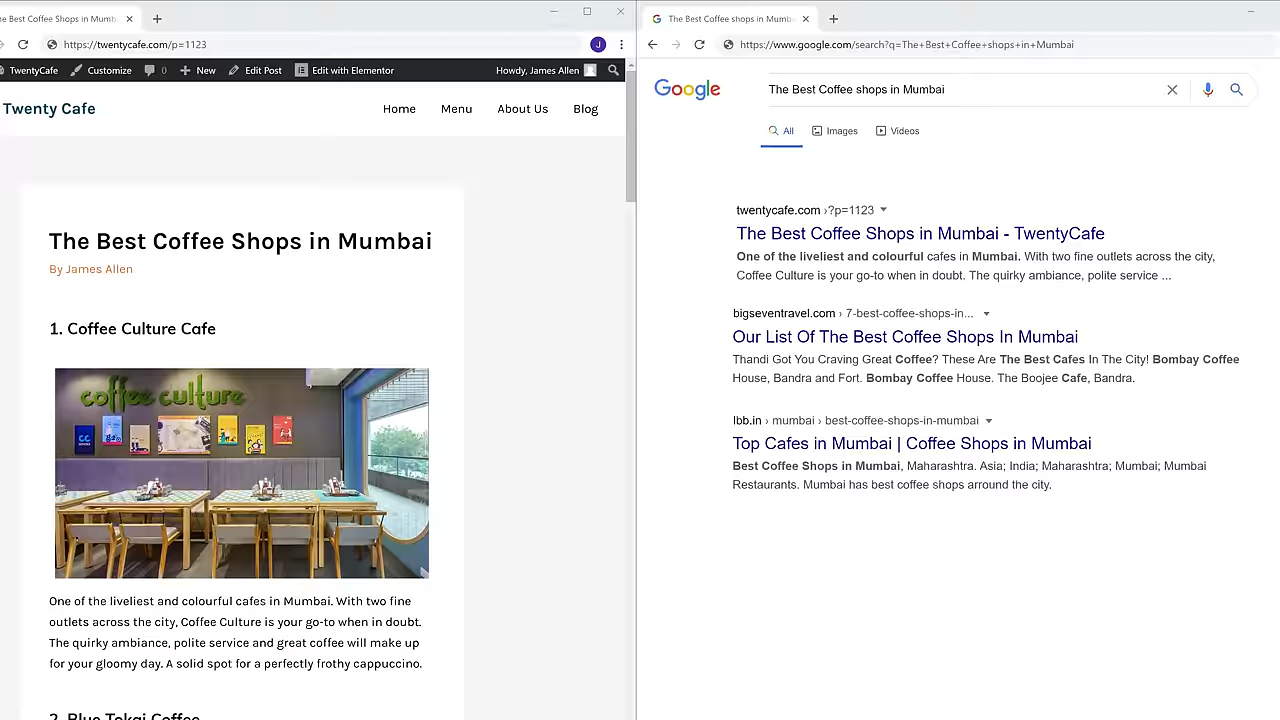 he Best Coffee Shops in Mumb
https://twentycafe.com/p=1123
J
TwentyCafe
Customize
0
New
Edit Post
Edit with Elementor
Howdy, James Allen
Twenty Cafe
Home
Menu
About Us
Blog
The Best Coffee Shops in Mumbai
By James Allen
1. Coffee Culture Cafe
coffee culture
CC
One of the liveliest and colourful cafes in Mumbai. With two fine
outlets across the city, Coffee Culture is your go-to when in doubt.
The quirky ambiance, polite service and great coffee will make up
for your gloomy day. A solid spot for a perfectly frothy cappuccino.
2. Blue Tokai Coffee
The Best Coffee shops in Mumb
https://www.google.com/search?q=The+Best+Coffee+shops+in+Mumbai
Google
The Best Coffee shops in Mumbai
All
Images
Videos
twentycafe.com ›?p=1123
The Best Coffee Shops in Mumbai - TwentyCafe
One of the liveliest and colourful cafes in Mumbai. With two fine outlets across the city,
Coffee Culture is your go-to when in doubt. The quirky ambiance, polite service ...
bigseventravel.com › 7-best-coffee-shops-in...
Our List Of The Best Coffee Shops In Mumbai
Thandi Got You Craving Great Coffee? These Are The Best Cafes In The City! Bombay Coffee
House, Bandra and Fort. Bombay Coffee House. The Boojee Cafe, Bandra.
lbb.in › mumbai › best-coffee-shops-in-mumbai
Top Cafes in Mumbai | Coffee Shops in Mumbai
Best Coffee Shops in Mumbai, Maharashtra. Asia; India; Maharashtra; Mumbai; Mumbai
Restaurants. Mumbai has best coffee shops arround the city.